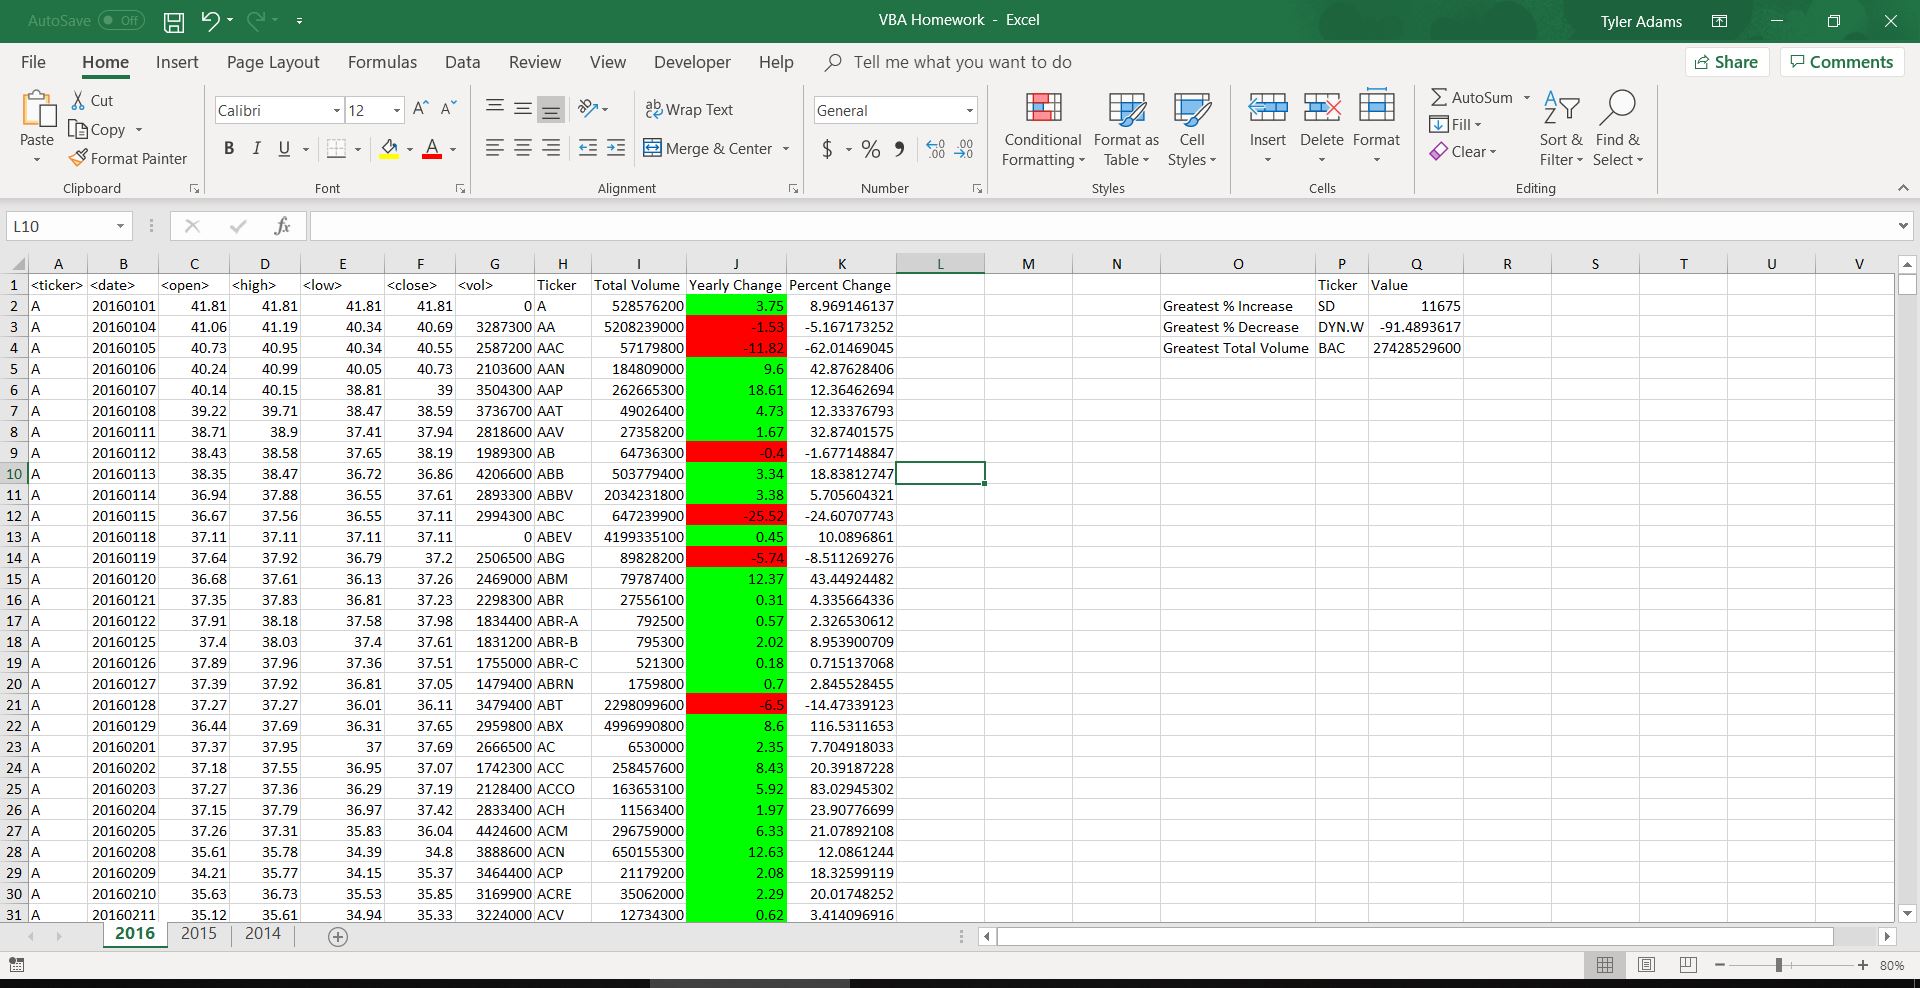 AutoSave Off VBA Homework - Excel Tyler Adams
File Home Insert Page Layout Formulas Data Review View Developer Help Tell me what you want to do Share Comments
Paste Cut Copy Format Painter Clipboard
Calibri 12 B I U A Font
ab Wrap Text Merge & Center Alignment
General $ % 9 .00 .00 Number
Conditional Formatting Format as Table Cell Styles Styles
Insert Delete Format Cells
AutoSum Fill Clear Sort & Filter Find & Select Editing
L10 fx
A B C D E F G H I J K L M N O P Q R S T U V
1 <ticker> <date> <open> <high> <low> <close> <vol> Ticker Total Volume Yearly Change Percent Change Ticker Value
2 A 20160101 41.81 41.81 41.81 41.81 0 A 528576200 3.75 8.969146137 Greatest % Increase SD 11675
3 A 20160104 41.06 41.19 40.34 40.69 3287300 AA 5208239000 -1.53 -5.167173252 Greatest % Decrease DYN.W -91.4893617
4 A 20160105 40.73 40.95 40.34 40.55 2587200 AAC 57179800 -11.82 -62.01469045 Greatest Total Volume BAC 27428529600
5 A 20160106 40.24 40.99 40.05 40.73 2103600 AAN 184809000 9.6 42.87628406
6 A 20160107 40.14 40.15 38.81 39 3504300 AAP 262665300 18.61 12.36462694
7 A 20160108 39.22 39.71 38.47 38.59 3736700 AAT 49026400 4.73 12.33376793
8 A 20160111 38.71 38.9 37.41 37.94 2818600 AAV 27358200 1.67 32.87401575
9 A 20160112 38.43 38.58 37.65 38.19 1989300 AB 64736300 -0.4 -1.677148847
10 A 20160113 38.35 38.47 36.72 36.86 4206600 ABB 503779400 3.34 18.83812747
11 A 20160114 36.94 37.88 36.55 37.61 2893300 ABBV 2034231800 3.38 5.705604321
12 A 20160115 36.67 37.56 36.55 37.11 2994300 ABC 647239900 -25.52 -24.60707743
13 A 20160118 37.11 37.11 37.11 37.11 0 ABEV 4199335100 0.45 10.0896861
14 A 20160119 37.64 37.92 36.79 37.2 2506500 ABG 89828200 -5.74 -8.511269276
15 A 20160120 36.68 37.61 36.13 37.26 2469000 ABM 79787400 12.37 43.44924482
16 A 20160121 37.35 37.83 36.81 37.23 2298300 ABR 27556100 0.31 4.335664336
17 A 20160122 37.91 38.18 37.58 37.98 1834400 ABR-A 792500 0.57 2.326530612
18 A 20160125 37.4 38.03 37.4 37.61 1831200 ABR-B 795300 2.02 8.953900709
19 A 20160126 37.89 37.96 37.36 37.51 1755000 ABR-C 521300 0.18 0.715137068
20 A 20160127 37.39 37.92 36.81 37.05 1479400 ABRN 1759800 0.7 2.845528455
21 A 20160128 37.27 37.27 36.01 36.11 3479400 ABT 2298099600 -6.5 -14.47339123
22 A 20160129 36.44 37.69 36.31 37.65 2959800 ABX 4996990800 8.6 116.5311653
23 A 20160201 37.37 37.95 37 37.69 2666500 AC 6530000 2.35 7.704918033
24 A 20160202 37.18 37.55 36.95 37.07 1742300 ACC 258457600 8.43 20.39187228
25 A 20160203 37.27 37.36 36.29 37.19 2128400 ACCO 163653100 5.92 83.02945302
26 A 20160204 37.15 37.79 36.97 37.42 2833400 ACH 11563400 1.97 23.90776699
27 A 20160205 37.26 37.31 35.83 36.04 4424600 ACM 296759000 6.33 21.07892108
28 A 20160208 35.61 35.78 34.39 34.8 3888600 ACN 650155300 12.63 12.0861244
29 A 20160209 34.21 35.77 34.15 35.37 3464400 ACP 21179200 2.08 18.32599119
30 A 20160210 35.63 36.73 35.53 35.85 3169900 ACRE 35062000 2.29 20.01748252
31 A 20160211 35.12 35.61 34.94 35.33 3224000 ACV 12734300 0.62 3.414096916
2016 2015 2014
80%